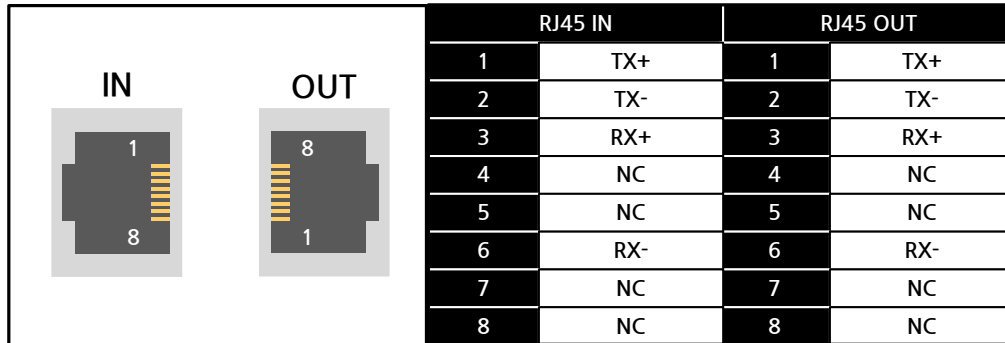 IN OUT
1 8
8 1
RJ45 IN RJ45 OUT
1 TX+ 1 TX+
2 TX- 2 TX-
3 RX+ 3 RX+
4 NC 4 NC
5 NC 5 NC
6 RX- 6 RX-
7 NC 7 NC
8 NC 8 NC